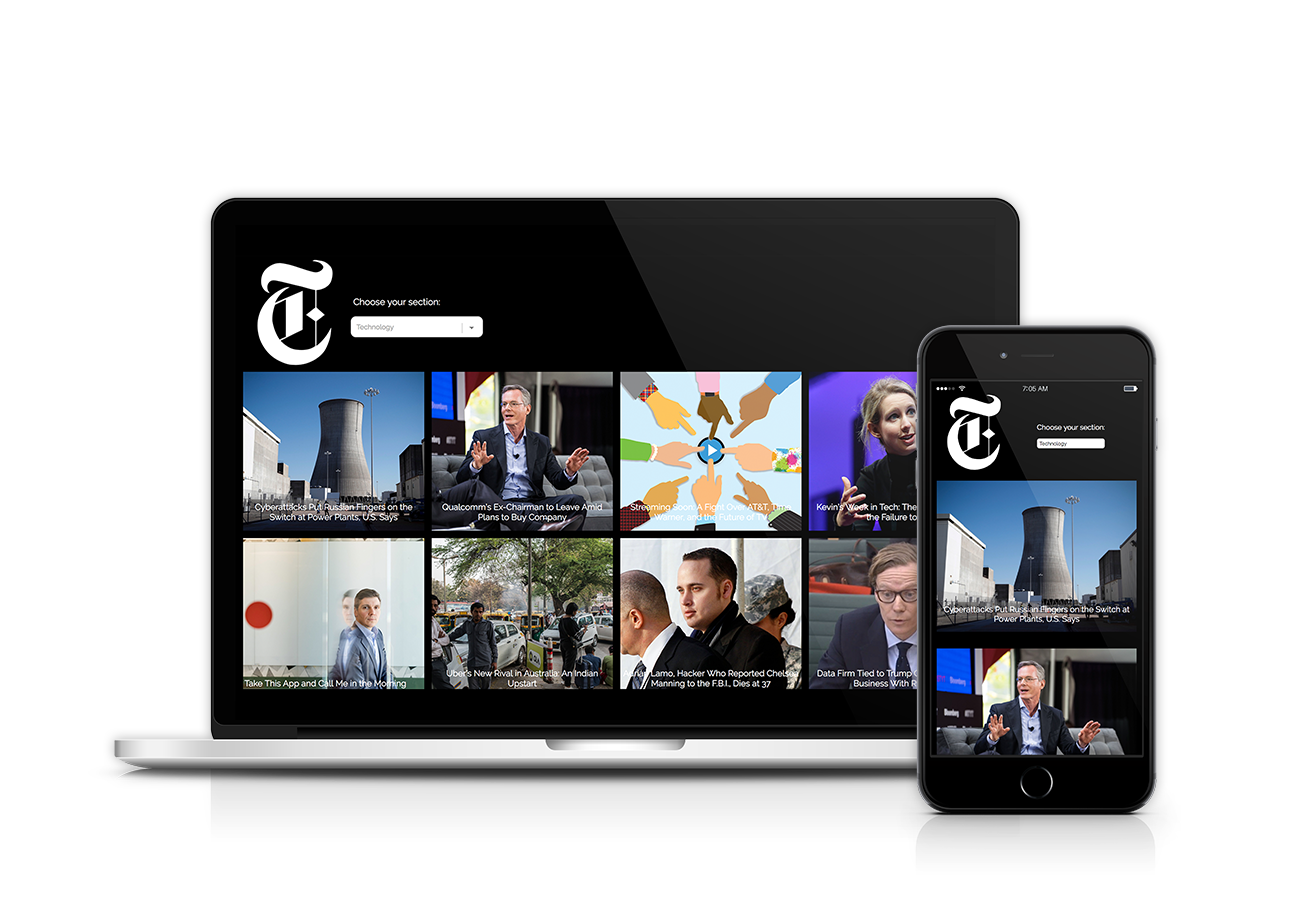 Choose your section:
Technology
Cyberattacks Put Russian Fingers on the
Switch at Power Plants, U.S. Says
Qualcomm's Ex-Chairman to Leave Amid
Plans to Buy Company
Streaming Soon: A Fight Over AT&T, Time
Warner, and the Future of TV
Kevin's Week in Tech: The
the Failure to
Take This App and Call Me in the Morning
Uber's New Rival in Australia: An Indian
Upstart
Adrian Lamo, Hacker Who Reported Chelsea
Manning to the F.B.I., Dies at 37
Data Firm Tied to Trump
Business With
7:05 AM
Choose your section:
Technology
Cyberattacks Put Russian Fingers on the Switch at
Power Plants, U.S. Says
Bloomberg